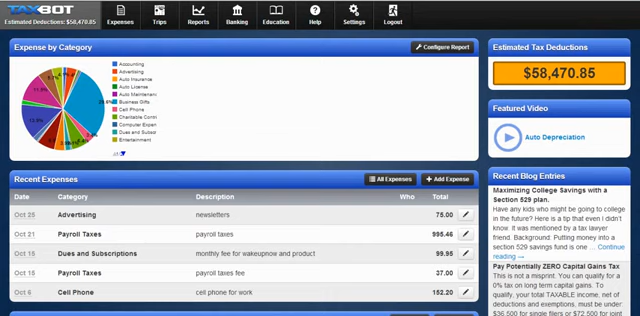 TAXBOT
Estimated Deductions: $58,470.85
Expenses
Trips
Reports
Banking
Education
Help
Settings
Logout
Expense by Category
Configure Report
Accounting
Advertising
Auto Insurance
Auto License
Auto Maintenanc
Business Gifts
Cell Phone
Charitable Contri
Computer Expen
Dues and Subscri
Entertainment
Estimated Tax Deductions
$58,470.85
Featured Video
Auto Depreciation
Recent Expenses
All Expenses
Add Expense
Date Category Description Who Total
Oct 25 Advertising newsletters 75.00
Oct 21 Payroll Taxes payroll taxes 995.46
Oct 15 Dues and Subscriptions monthly fee for wakeupnow and product 99.95
Oct 15 Payroll Taxes payroll taxes fee 37.00
Oct 6 Cell Phone cell phone for work 152.20
Recent Blog Entries
Maximizing College Savings with a
Section 529 plan.
Have any kids who might be going to college
in the future? Here is a tip that even I didn't
know it was mentioned by a tax lawyer
friend. Background: Putting money into a
section 529 savings fund is one ... Continue
reading →
Pay Potentially ZERO Capital Gains Tax
This is not a misprint. You can qualify for a
0% tax on long term capital gains. To
qualify, your total TAXABLE income, net of
deductions and exemptions, must be under
$36,500 for single filers or $72,500 for joint